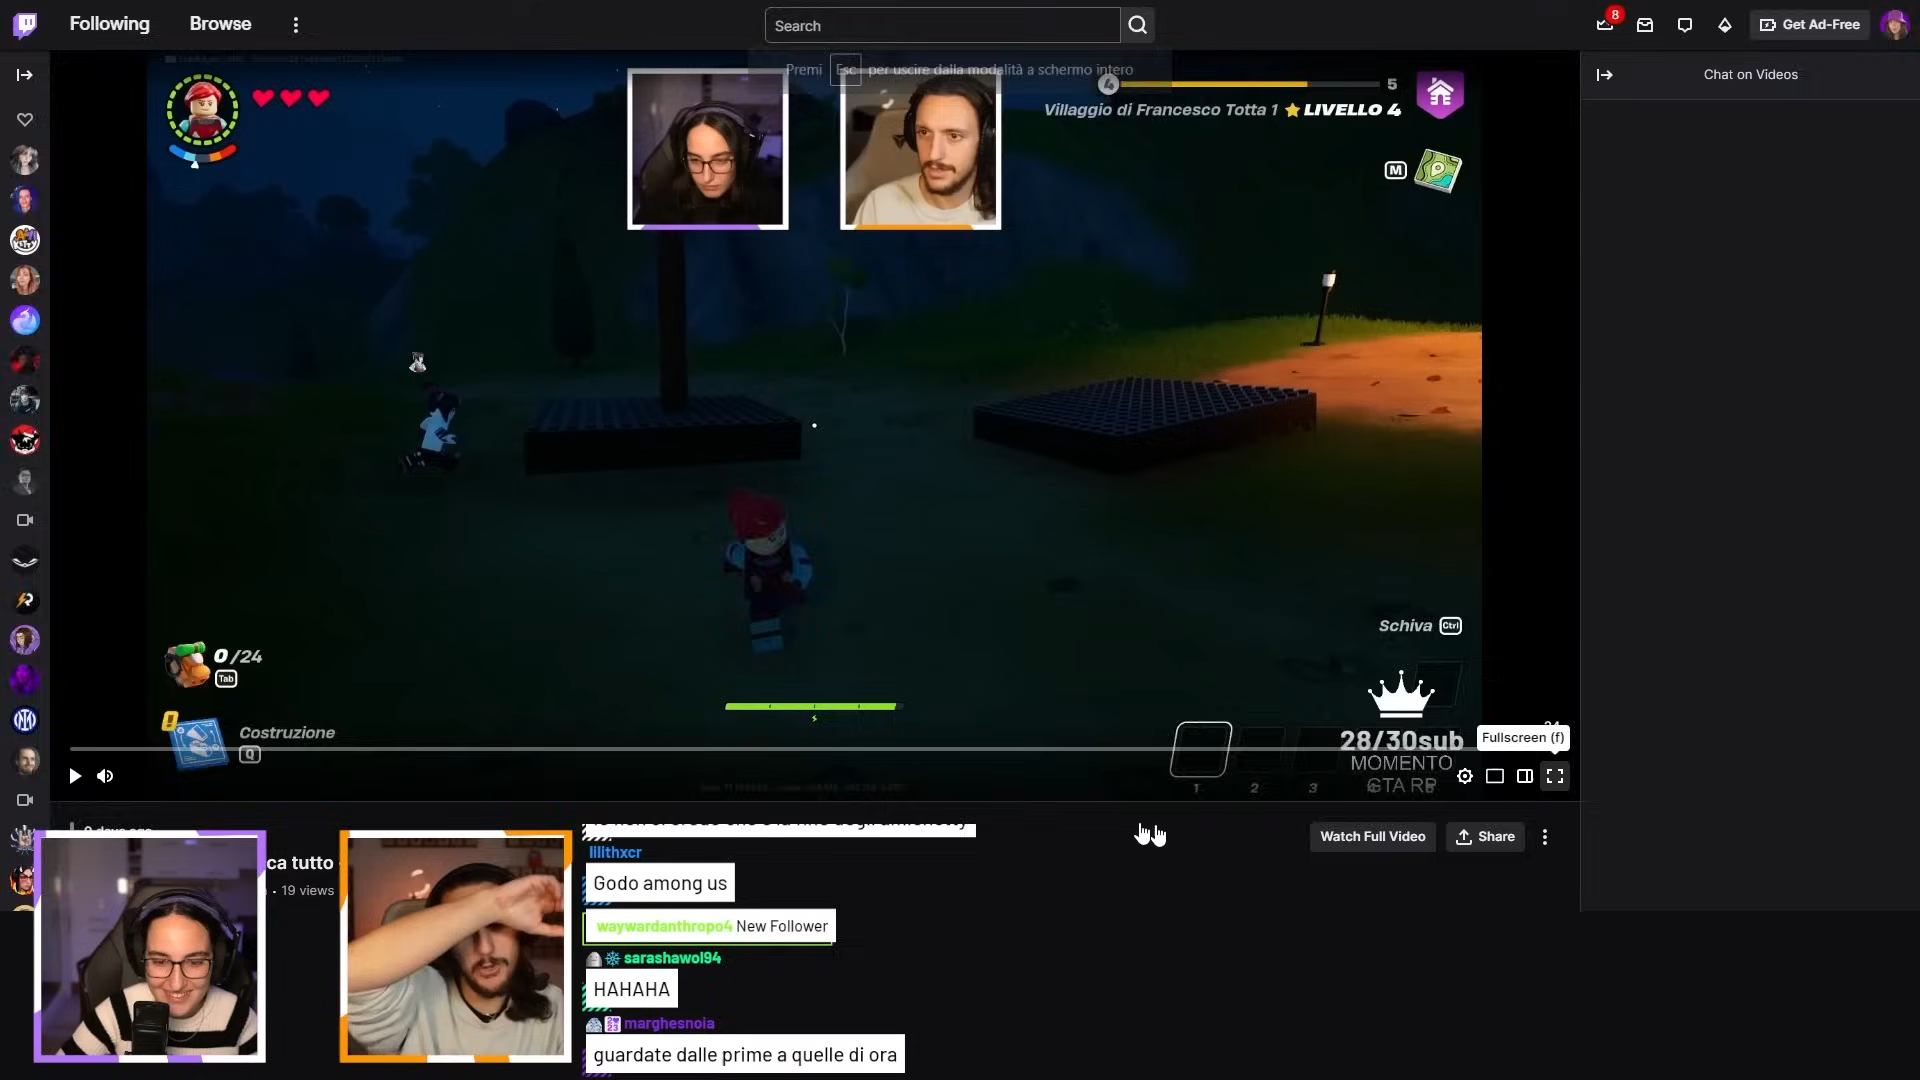 Following
Browse
Search
8
Get Ad-Free
Chat on Videos
Premi Esc per uscire dalla modalità a schermo intero
4
5
Villaggio di Francesco Totta 1 LIVELLO 4
M
Schiva Ctrl
0/24
Tab
Costruzione
Q
28/30sub
MOMENTO
GTA RP
1
2
3
Fullscreen (f)
ca tutto
19 views
Watch Full Video
Share
lilithxcr
Godo among us
waywardanthropo4 New Follower
sarashawol94
HAHAHA
marghesnoia
guardate dalle prime a quelle di ora